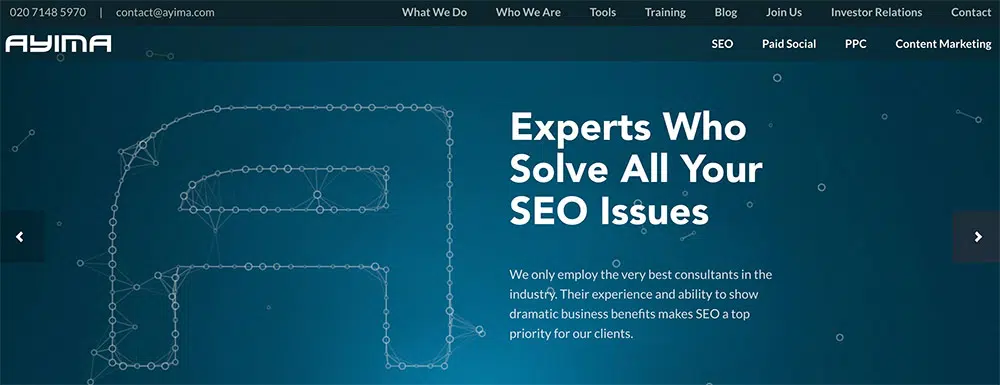 020 7148 5970 | contact@ayima.com What We Do Who We Are Tools Training Blog Join Us Investor Relations Contact
AYIMA SEO Paid Social PPC Content Marketing
Experts Who
Solve All Your
SEO Issues
We only employ the very best consultants in the
industry. Their experience and ability to show
dramatic business benefits makes SEO a top
priority for our clients.